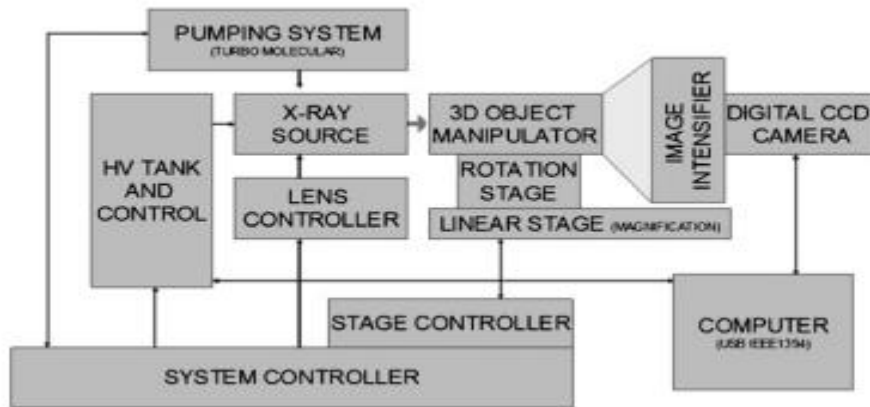 PUMPING SYSTEM
(TURBO MOLECULAR)
X-RAY
SOURCE
3D OBJECT
MANIPULATOR
IMAGE
INTENSIFIER
DIGITAL CCD
CAMERA
HV TANK
AND
CONTROL
LENS
CONTROLLER
ROTATION
STAGE
LINEAR STAGE (MAGNIFICATION)
STAGE CONTROLLER
COMPUTER
(USB IEEE1394)
SYSTEM CONTROLLER